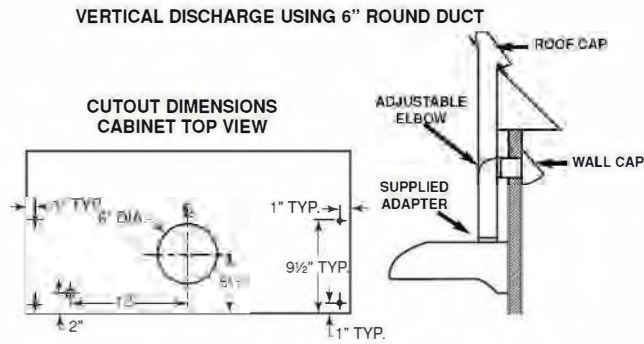 VERTICAL DISCHARGE USING 6” ROUND DUCT
ROOF CAP
CUTOUT DIMENSIONS
CABINET TOP VIEW
ADJUSTABLE
ELBOW
WALL CAP
SUPPLIED
ADAPTER
1” TYP.
1” TYP.
6” DIA
9½” TYP.
2”
1” TYP.